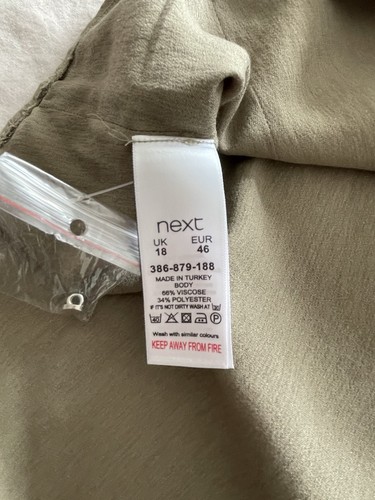 next
UK EUR
18 46
386-879-188
MADE IN TURKEY
BODY
66% VISCOSE
34% POLYESTER
IF IT'S NOT DIRTY WASH AT
40 P
Wash with similar colours
KEEP AWAY FROM FIRE